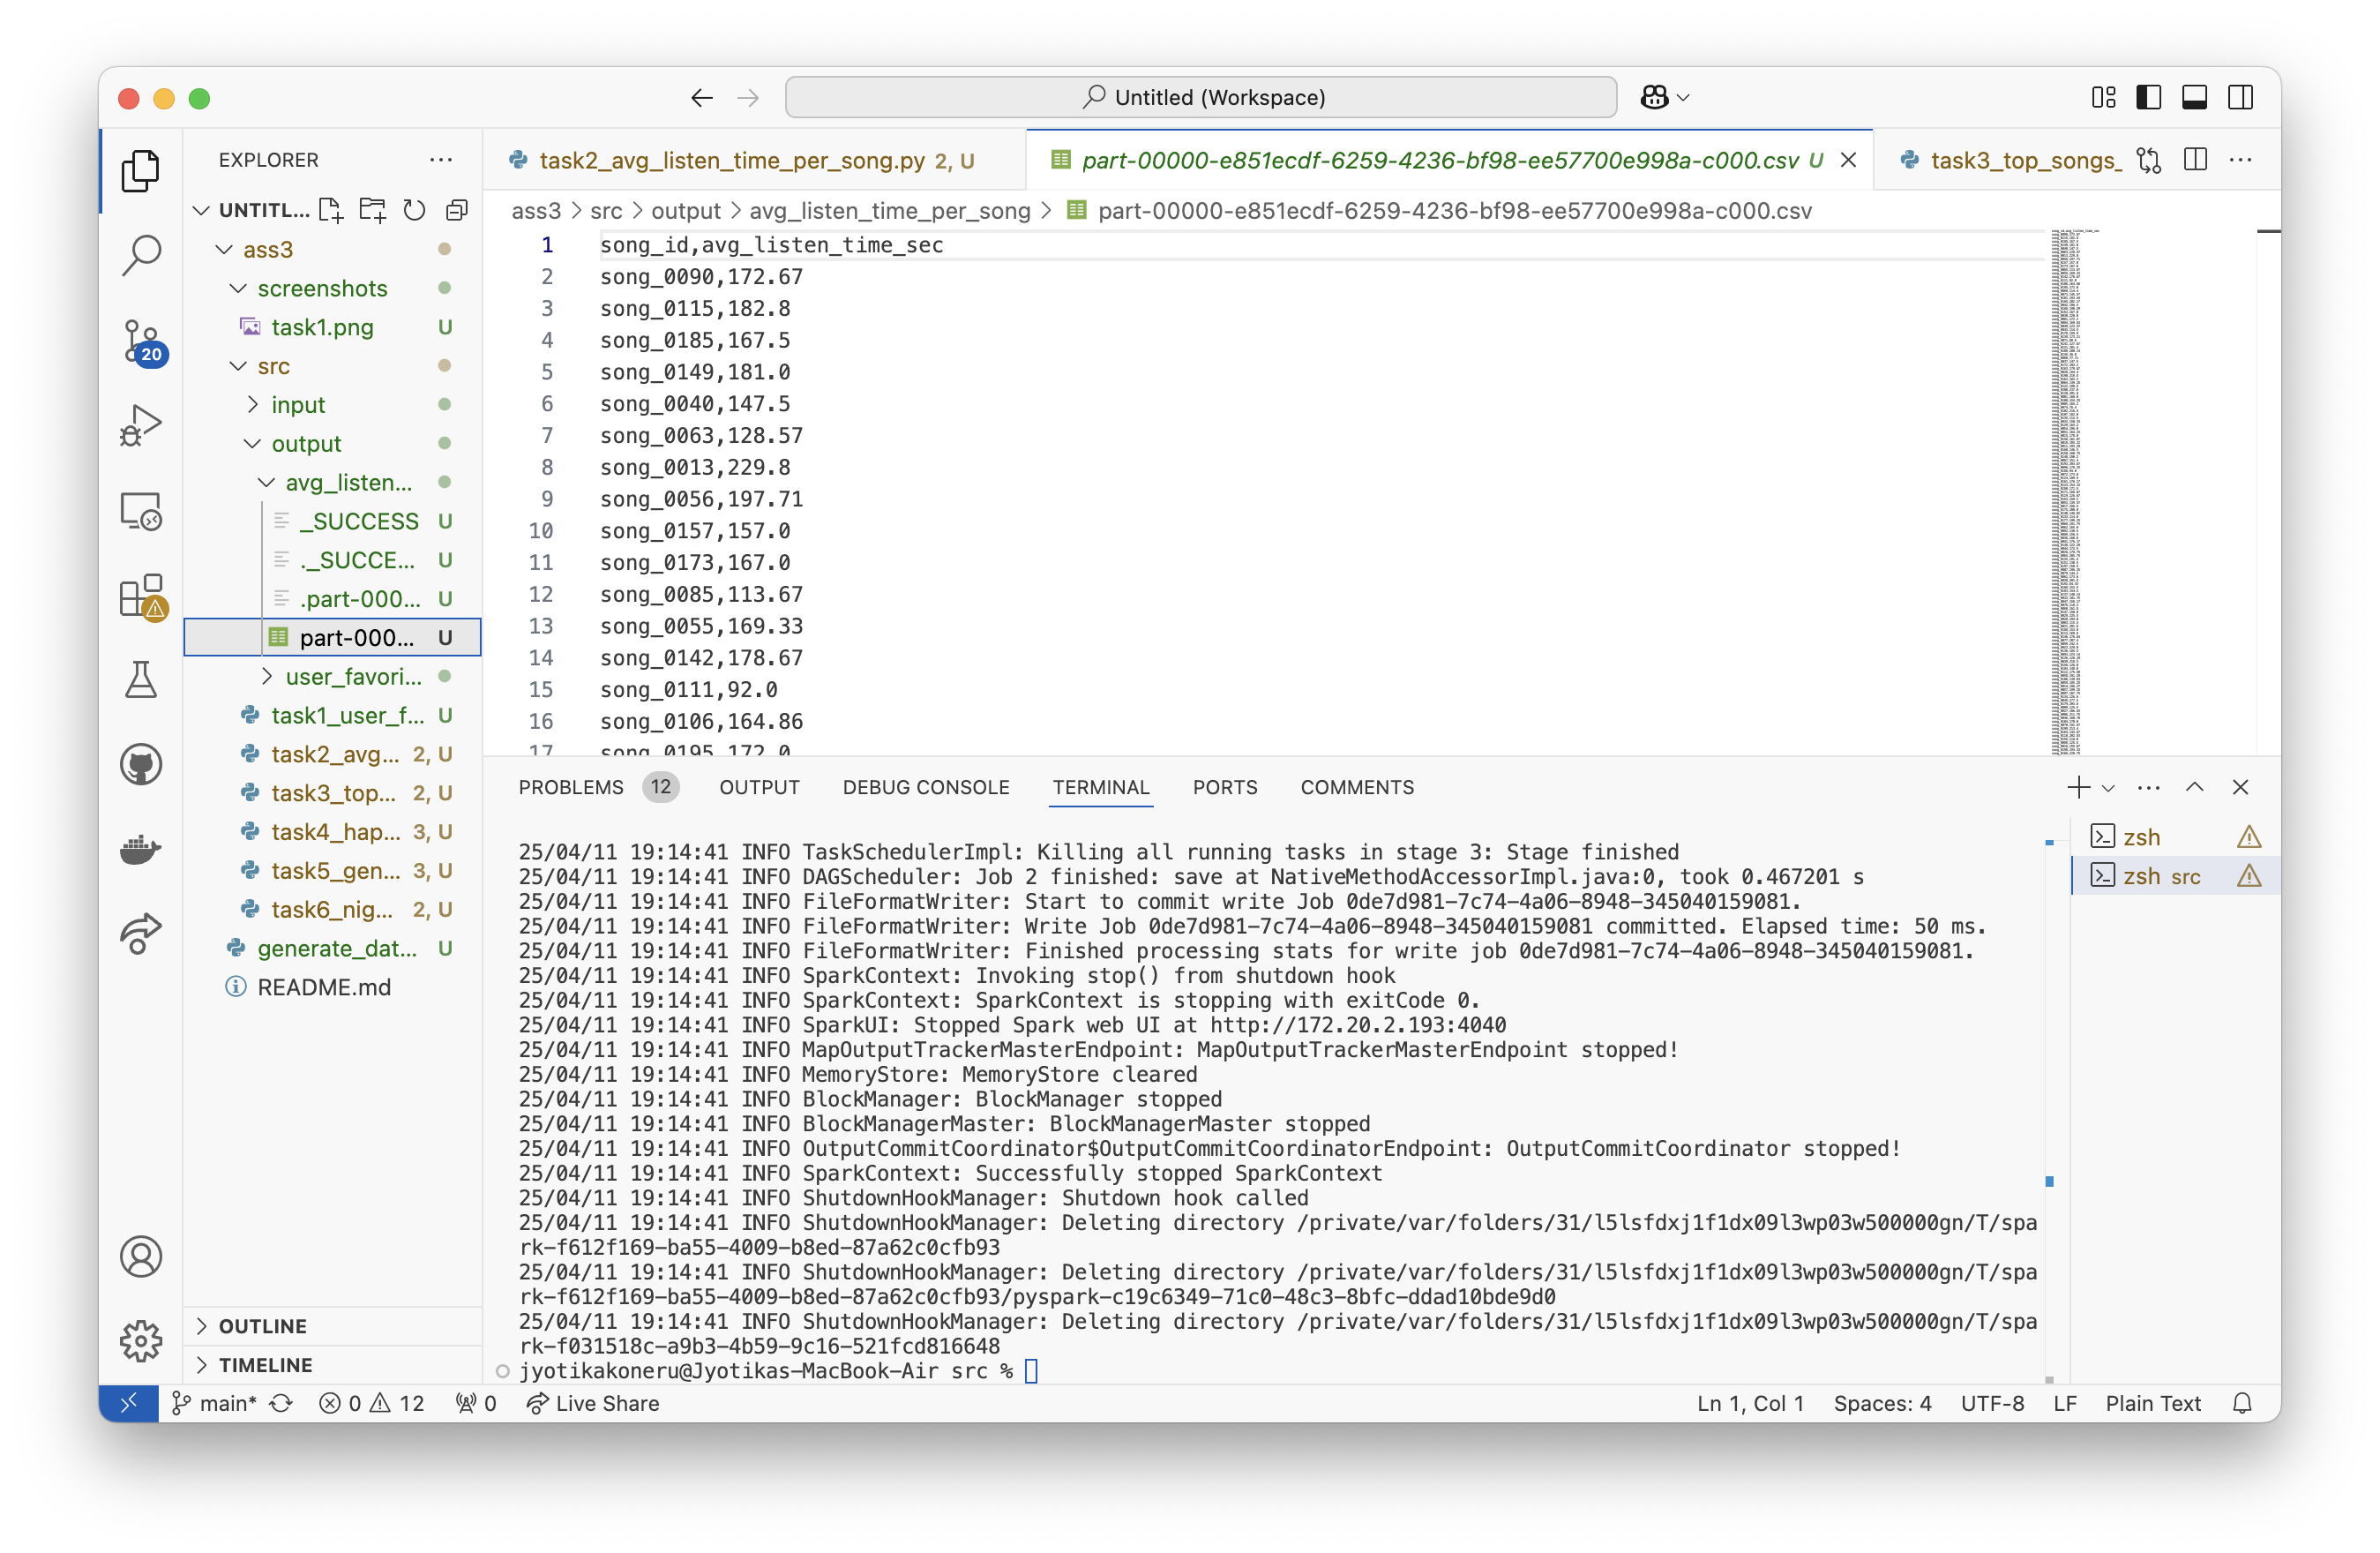 Untitled (Workspace)
EXPLORER
UNTITL...
ass3
screenshots
task1.png U
src
input
output
avg_listen...
_SUCCESS U
._SUCCE... U
.part-000... U
part-000... U
user_favori...
task1_user_f... U
task2_avg... 2, U
task3_top... 2, U
task4_hap... 3, U
task5_gen... 3, U
task6_nig... 2, U
generate_dat... U
README.md
OUTLINE
TIMELINE
20
task2_avg_listen_time_per_song.py 2, U
part-00000-e851ecdf-6259-4236-bf98-ee57700e998a-c000.csv U
task3_top_songs_
ass3 > src > output > avg_listen_time_per_song > part-00000-e851ecdf-6259-4236-bf98-ee57700e998a-c000.csv
1 song_id,avg_listen_time_sec
2 song_0090,172.67
3 song_0115,182.8
4 song_0185,167.5
5 song_0149,181.0
6 song_0040,147.5
7 song_0063,128.57
8 song_0013,229.8
9 song_0056,197.71
10 song_0157,157.0
11 song_0173,167.0
12 song_0085,113.67
13 song_0055,169.33
14 song_0142,178.67
15 song_0111,92.0
16 song_0106,164.86
17 song_0195,172.0
PROBLEMS 12 OUTPUT DEBUG CONSOLE TERMINAL PORTS COMMENTS
zsh
zsh src
25/04/11 19:14:41 INFO TaskSchedulerImpl: Killing all running tasks in stage 3: Stage finished
25/04/11 19:14:41 INFO DAGScheduler: Job 2 finished: save at NativeMethodAccessorImpl.java:0, took 0.467201 s
25/04/11 19:14:41 INFO FileFormatWriter: Start to commit write Job 0de7d981-7c74-4a06-8948-345040159081.
25/04/11 19:14:41 INFO FileFormatWriter: Write Job 0de7d981-7c74-4a06-8948-345040159081 committed. Elapsed time: 50 ms.
25/04/11 19:14:41 INFO FileFormatWriter: Finished processing stats for write job 0de7d981-7c74-4a06-8948-345040159081.
25/04/11 19:14:41 INFO SparkContext: Invoking stop() from shutdown hook
25/04/11 19:14:41 INFO SparkContext: SparkContext is stopping with exitCode 0.
25/04/11 19:14:41 INFO SparkUI: Stopped Spark web UI at http://172.20.2.193:4040
25/04/11 19:14:41 INFO MapOutputTrackerMasterEndpoint: MapOutputTrackerMasterEndpoint stopped!
25/04/11 19:14:41 INFO MemoryStore: MemoryStore cleared
25/04/11 19:14:41 INFO BlockManager: BlockManager stopped
25/04/11 19:14:41 INFO BlockManagerMaster: BlockManagerMaster stopped
25/04/11 19:14:41 INFO OutputCommitCoordinator$OutputCommitCoordinatorEndpoint: OutputCommitCoordinator stopped!
25/04/11 19:14:41 INFO SparkContext: Successfully stopped SparkContext
25/04/11 19:14:41 INFO ShutdownHookManager: Shutdown hook called
25/04/11 19:14:41 INFO ShutdownHookManager: Deleting directory /private/var/folders/31/l5lsfdxj1f1dx09l3wp03w500000gn/T/spa
rk-f612f169-ba55-4009-b8ed-87a62c0cfb93
25/04/11 19:14:41 INFO ShutdownHookManager: Deleting directory /private/var/folders/31/l5lsfdxj1f1dx09l3wp03w500000gn/T/spa
rk-f612f169-ba55-4009-b8ed-87a62c0cfb93/pyspark-c19c6349-71c0-48c3-8bfc-ddad10bde9d0
25/04/11 19:14:41 INFO ShutdownHookManager: Deleting directory /private/var/folders/31/l5lsfdxj1f1dx09l3wp03w500000gn/T/spa
rk-f031518c-a9b3-4b59-9c16-521fcd816648
jyotikakoneru@Jyotikas-MacBook-Air src %
main* 0 12 0 Live Share Ln 1, Col 1 Spaces: 4 UTF-8 LF Plain Text